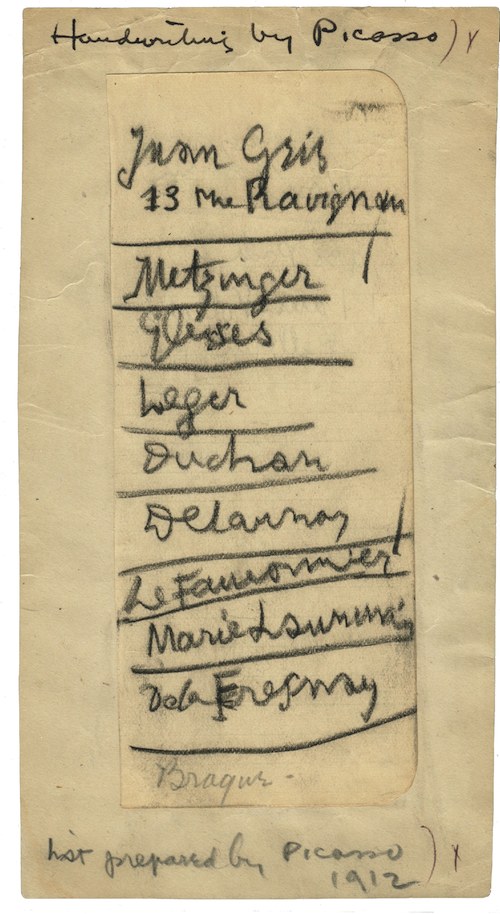 Handwriting by Picasso) x
Juan Gris
13 rue Ravignan
Metzinger
Gleises
Leger
Duchan
Delaunay
Le Fauconnier
Marie Laurencin
De la Fresnay
Braque -
List prepared by Picasso
1912 ) x